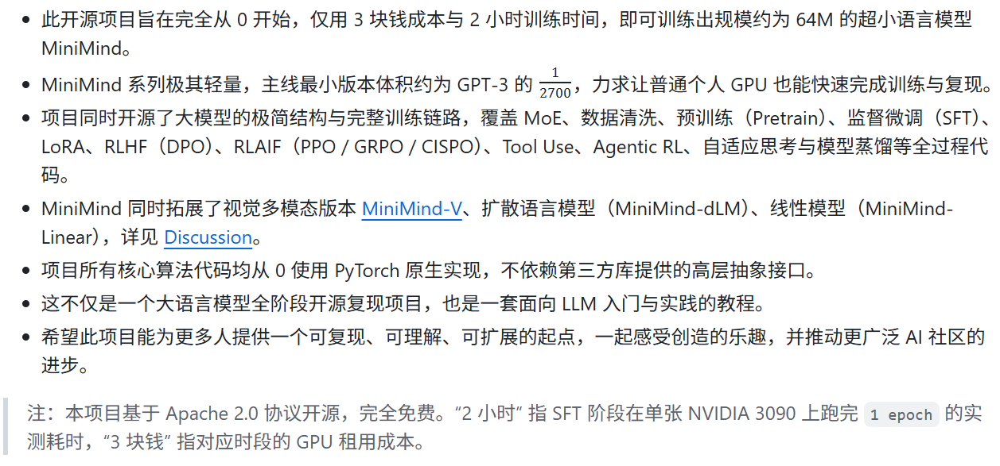 此开源项目旨在完全从 0 开始，仅用 3 块钱成本与 2 小时训练时间，即可训练出规模约为 64M 的超小语言模型
MiniMind。
MiniMind 系列极其轻量，主线最小版本体积约为 GPT-3 的 1/2700，力求让普通个人 GPU 也能快速完成训练与复现。
项目同时开源了大模型的极简结构与完整训练链路，覆盖 MoE、数据清洗、预训练（Pretrain）、监督微调（SFT）、
LoRA、RLHF（DPO）、RLAIF（PPO / GRPO / CISPO）、Tool Use、Agentic RL、自适应思考与模型蒸馏等全过程代
码。
MiniMind 同时拓展了视觉多模态版本 MiniMind-V、扩散语言模型（MiniMind-dLM）、线性模型（MiniMind-
Linear），详见 Discussion。
项目所有核心算法代码均从 0 使用 PyTorch 原生实现，不依赖第三方库提供的高层抽象接口。
这不仅是一个大语言模型全阶段开源复现项目，也是一套面向 LLM 入门与实践的教程。
希望此项目能为更多人提供一个可复现、可理解、可扩展的起点，一起感受创造的乐趣，并推动更广泛 AI 社区的
进步。
注：本项目基于 Apache 2.0 协议开源，完全免费。“2 小时” 指 SFT 阶段在单张 NVIDIA 3090 上跑完 1 epoch 的实
测耗时，“3 块钱” 指对应时段的 GPU 租用成本。